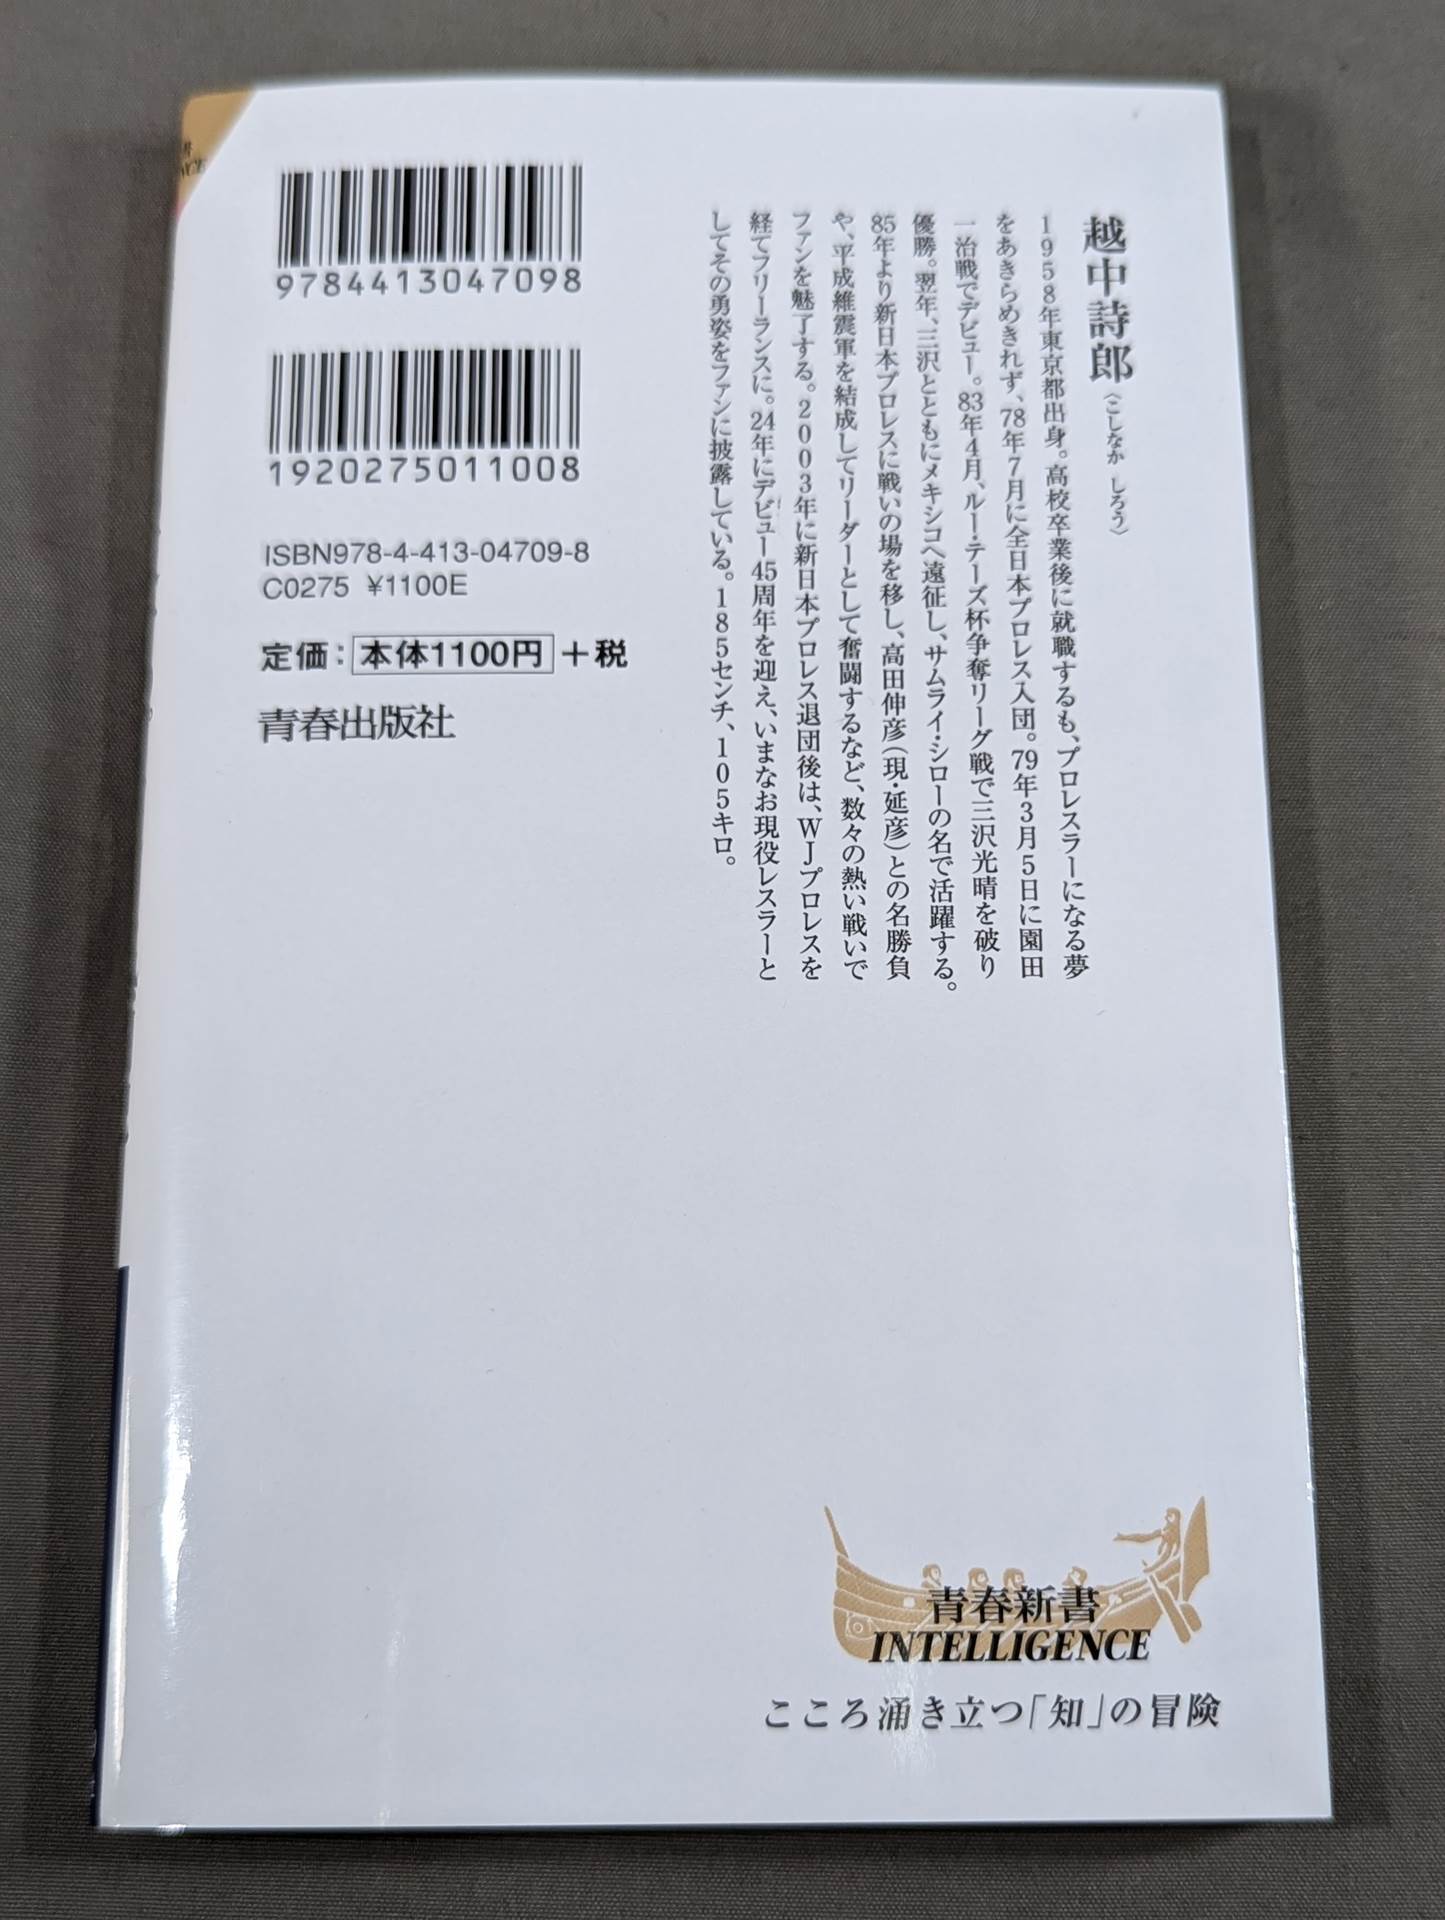 越中詩郎〈こしなか しろう〉
1958年東京都出身。高校卒業後に就職するも、プロレスラーになる夢
をあきらめきれず、78年7月に全日本プロレス入団。79年3月5日に園田
一治戦でデビュー。83年4月、ルー・テーズ杯争奪リーグ戦で三沢光晴を破り
優勝。翌年、三沢とともにメキシコへ遠征し、サムライ・シローの名で活躍する。
85年より新日本プロレスに戦いの場を移し、高田伸彦(現・延彦)との名勝負
や、平成維震軍を結成してリーダーとして奮闘するなど、数々の熱い戦いで
ファンを魅了する。2003年に新日本プロレス退団後は、WJプロレスを
経てフリーランスに。24年にデビュー45周年を迎え、いまなお現役レスラーと
してその勇姿をファンに披露している。185センチ、105キロ。
9784413047098
1920275011008
ISBN978-4-413-04709-8
C0275 ¥1100E
定価：本体1100円＋税
青春出版社
青春新書
INTELLIGENCE
こころ涌き立つ「知」の冒険